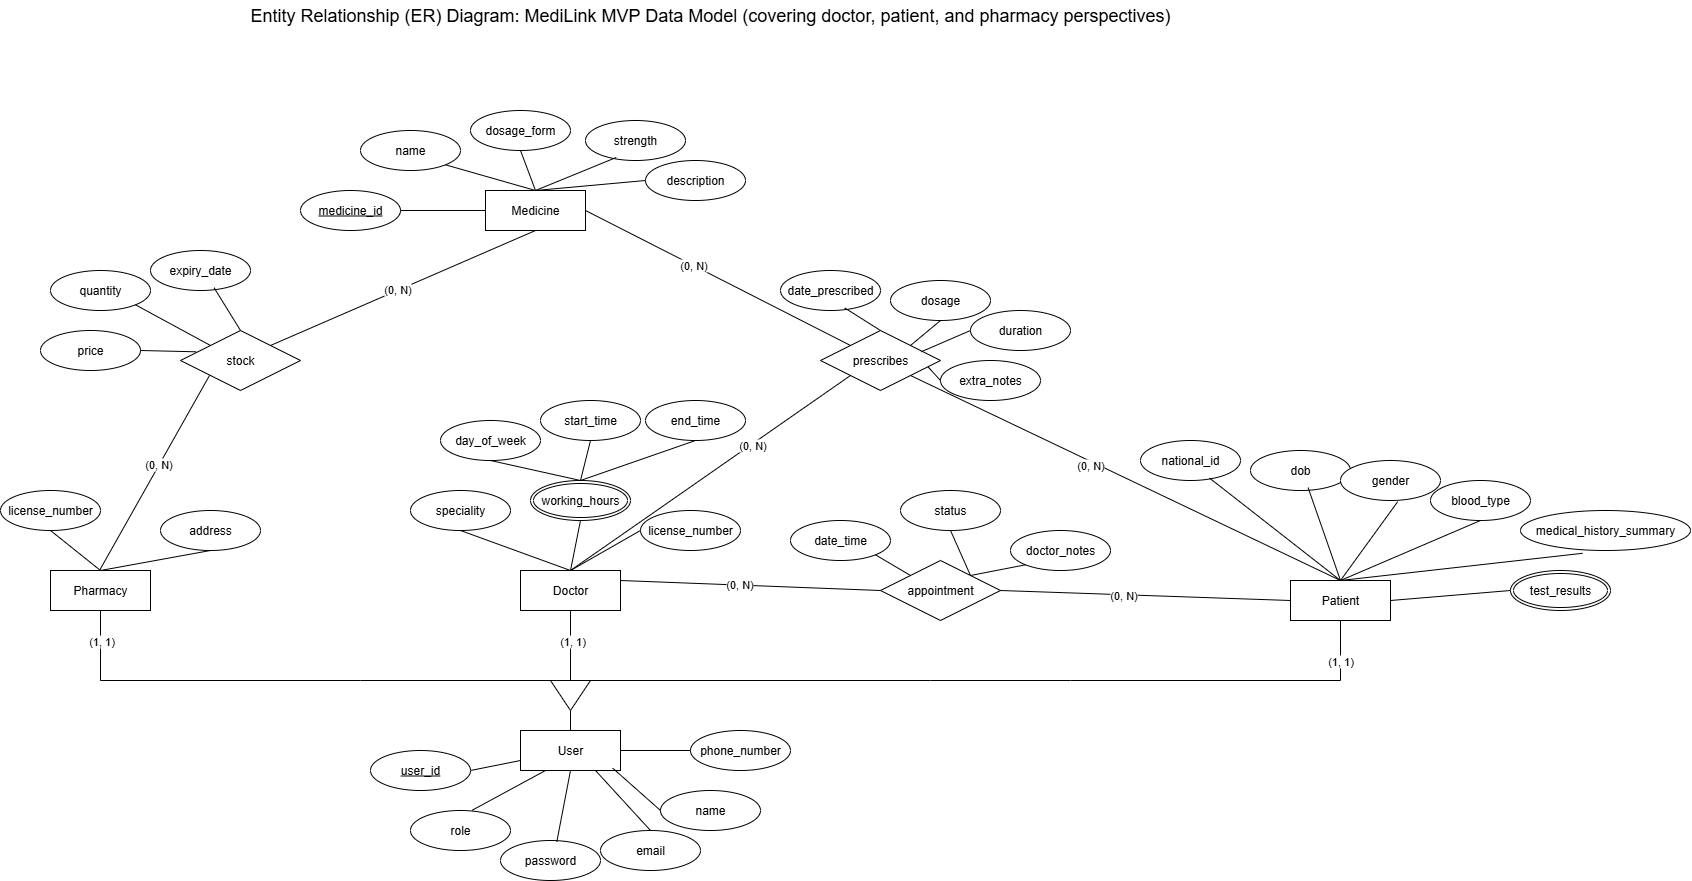 Entity Relationship (ER) Diagram: MediLink MVP Data Model (covering doctor, patient, and pharmacy perspectives)
dosage_form
strength
name
description
medicine_id
Medicine
(0, N)
expiry_date
quantity
(0, N)
date_prescribed
dosage
duration
price
stock
prescribes
extra_notes
start_time
end_time
day_of_week
(0, N)
(0, N)
(0, N)
national_id
dob
gender
blood_type
working_hours
license_number
speciality
status
address
license_number
medical_history_summary
date_time
doctor_notes
Pharmacy
Doctor
(0, N)
appointment
(0, N)
Patient
test_results
(1, 1)
(1, 1)
(1, 1)
User
phone_number
user_id
name
role
password
email